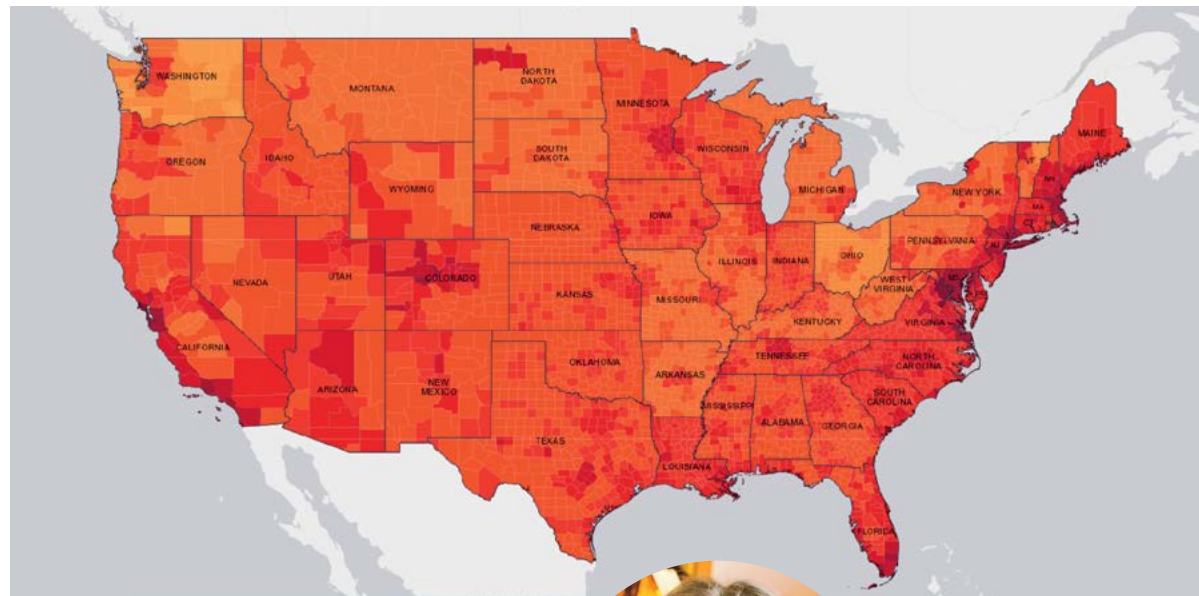 WASHINGTON
MONTANA
NORTH
DAKOTA
MINNESOTA
MAINE
OREGON
IDAHO
SOUTH
DAKOTA
WISCONSIN
VT
NH
WYOMING
MICHIGAN
NEW YORK
MA
IOWA
CT
RI
NEBRASKA
PENNSYLVANIA
NJ
NEVADA
UTAH
COLORADO
ILLINOIS
INDIANA
OHIO
MD
WEST
VIRGINIA
KANSAS
MISSOURI
KENTUCKY
VIRGINIA
CALIFORNIA
OKLAHOMA
TENNESSEE
NORTH
CAROLINA
ARIZONA
NEW
MEXICO
ARKANSAS
SOUTH
CAROLINA
MISSISSIPPI
ALABAMA
GEORGIA
TEXAS
LOUISIANA
FLORIDA